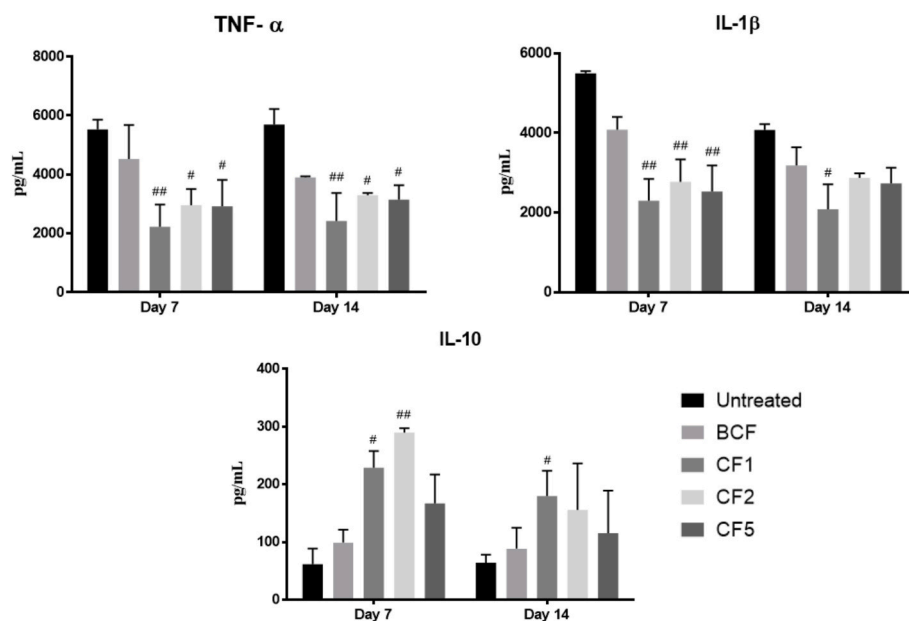 TNF- α
8000
6000
4000
2000
0
pg/mL
##
#
#
##
#
#
Day 7
Day 14
IL-1β
6000
4000
2000
0
pg/mL
##
##
##
#
Day 7
Day 14
IL-10
400
300
200
100
0
pg/mL
#
##
#
Day 7
Day 14
Untreated
BCF
CF1
CF2
CF5